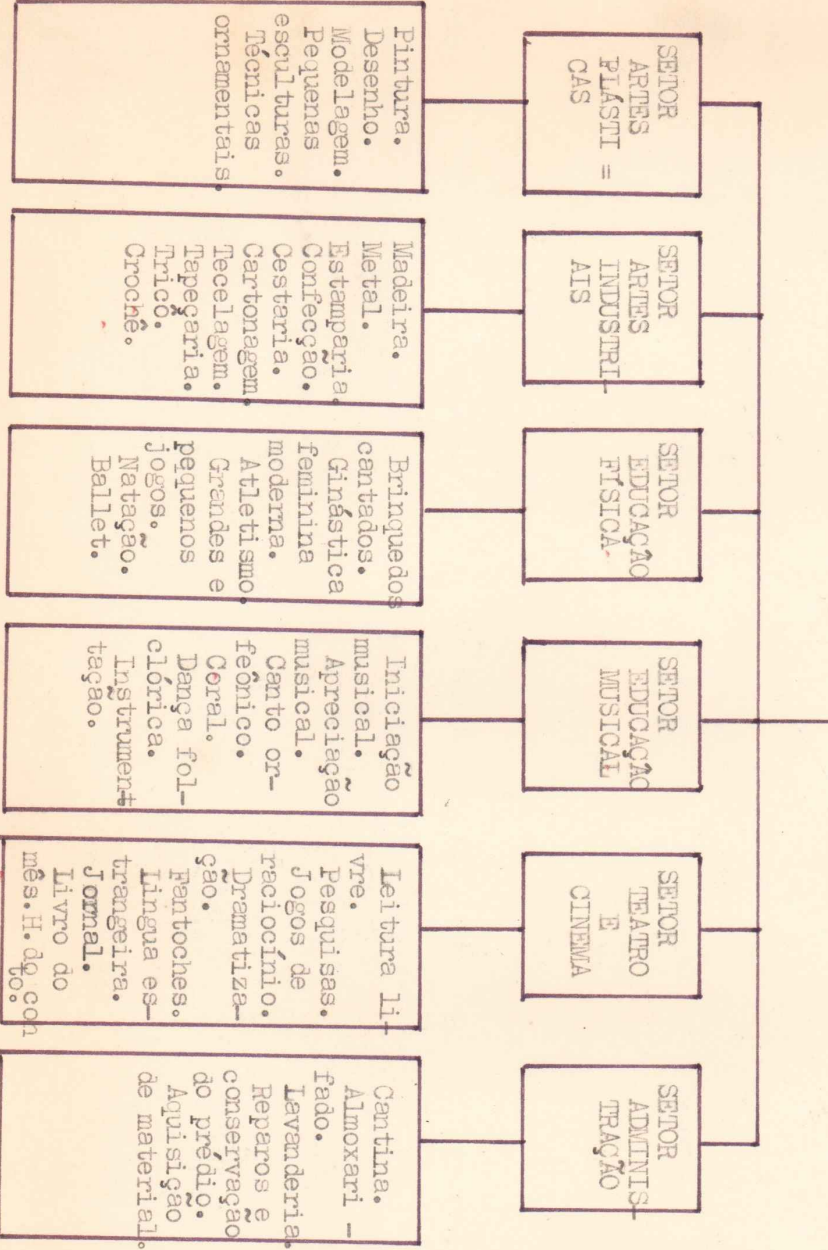 SETOR
ARTES
PLÁSTI =
CAS
SETOR
ARTES
INDUSTRI-
AIS
SETOR
EDUCAÇÃO
FÍSICA
SETOR
EDUCAÇÃO
MUSICAL
SETOR
TEATRO
E
CINEMA
SETOR
ADMINIS-
TRAÇÃO
Pintura.
Desenho.
Modelagem.
Pequenas
esculturas.
Técnicas
ornamentais.
Madeira.
Metal.
Estamparia.
Confecção.
Cestaria.
Cartonagem.
Tecelagem.
Tapeçaria.
Tricô.
Crochê.
Brinquedos
cantados.
Ginástica
feminina
moderna.
Atletismo.
Grandes e
pequenos
jogos.
Natação.
Ballet.
Iniciação
musical.
Apreciação
musical.
Canto or-
feônico.
Coral.
Dança fol-
clórica.
Instrument
tação.
Leitura li-
vre.
Pesquisas.
Jogos de
raciocínio.
Dramatiza-
ção.
Fantoches.
Lingua es-
trangeira.
Jornal.
Livro do
mês.H.do con
to.
Cantina.
Almoxari -
fado.
Lavanderia.
Reparos e
conservação
do prédio.
Aquisição
de material.